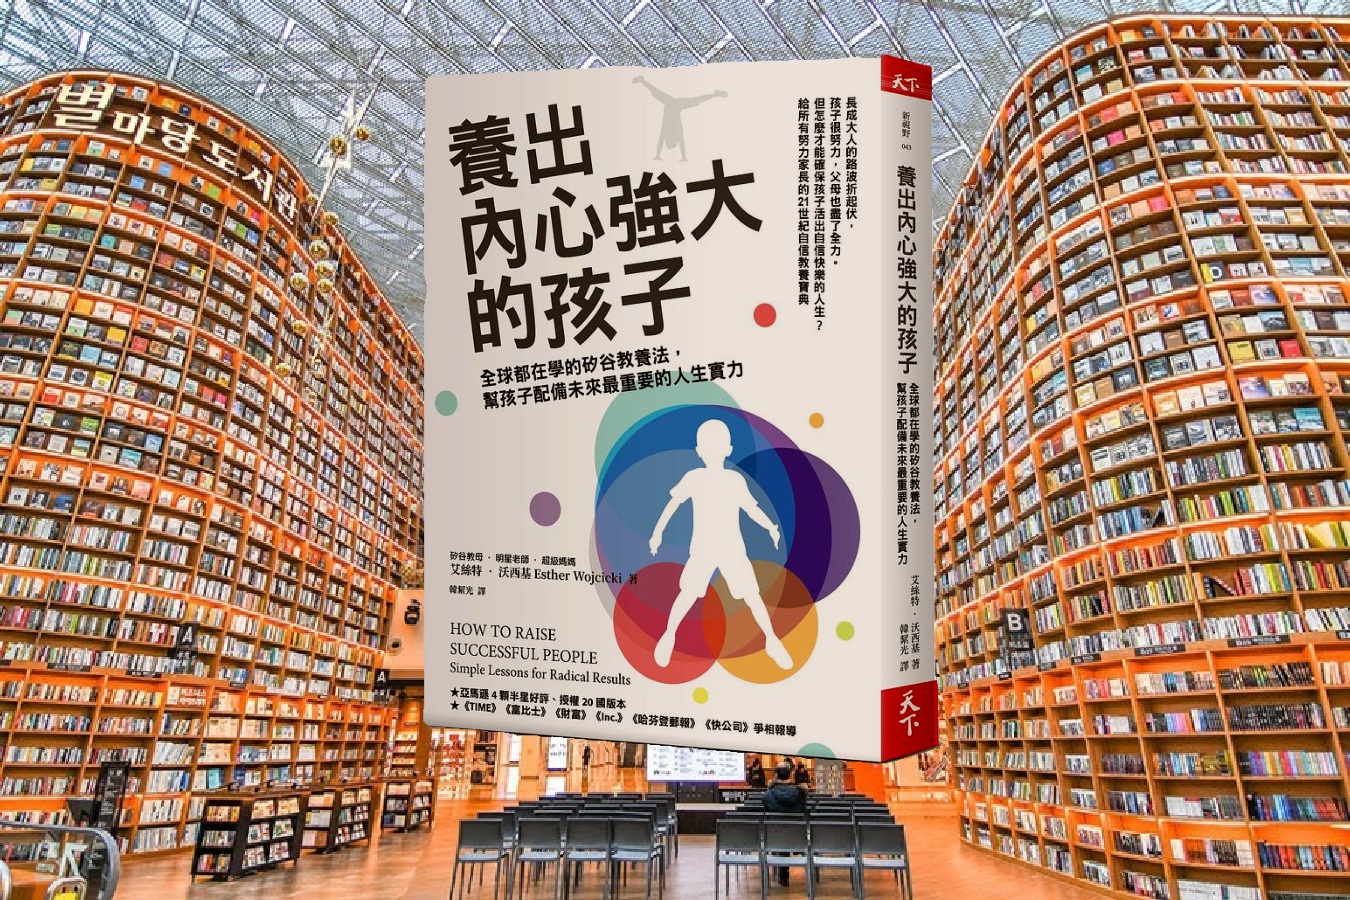 별마당 도서관
養出
內心強大
的孩子
全球都在學的矽谷教養法，
幫孩子配備未來最重要的人生實力
長成大人的路波折起伏，
孩子很努力，父母也盡了全力。
但怎麼才能確保孩子活出自信快樂的人生？
給所有努力家長的21世紀自信教養寶典
矽谷教母．明星老師．超級媽媽
艾絲特．沃西基 Esther Wojcicki 著
韓絜光 譯
HOW TO RAISE
SUCCESSFUL PEOPLE
Simple Lessons for Radical Results
★亞馬遜 4 顆半星好評、授權 20 國版本
★《TIME》《富比士》《財富》《Inc.》《哈芬登郵報》《快公司》爭相報導
天下
新視野 043
養出內心強大的孩子
全球都在學的矽谷教養法，
幫孩子配備未來最重要的人生實力
艾絲特．沃西基 著
韓絜光 譯
天下
A
A
B